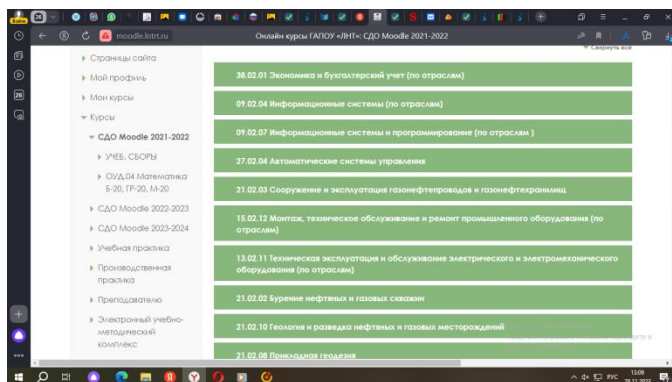 Войти
26
moodle.lntrt.ru
Онлайн курсы ГАПОУ «ЛНТ»: СДО Moodle 2021-2022
26
Свернуть всё
Страницы сайта
Мой профиль
Мои курсы
Курсы
СДО Moodle 2021-2022
УЧЕБ. СБОРЫ
ОУД.04 Математика
Б-20, ГР-20, М-20
СДО Moodle 2022-2023
СДО Moodle 2023-2024
Учебная практика
Производственная
практика
Преподавателю
Электронный учебно-
методический
комплекс
38.02.01 Экономика и бухгалтерский учет (по отраслям)
09.02.04 Информационные системы (по отраслям)
09.02.07 Информационные системы и программирование (по отраслям )
27.02.04 Автоматические системы управления
21.02.03 Сооружение и эксплуатация газонефтепроводов и газонефтехранилищ
15.02.12 Монтаж, техническое обслуживание и ремонт промышленного оборудования (по
отраслям)
13.02.11 Техническая эксплуатация и обслуживание электрического и электромеханического
оборудования (по отраслям)
21.02.02 Бурение нефтяных и газовых скважин
21.02.10 Геология и разведка нефтяных и газовых месторождений
21.02.08 Прикладная геодезия
РУС
13:09